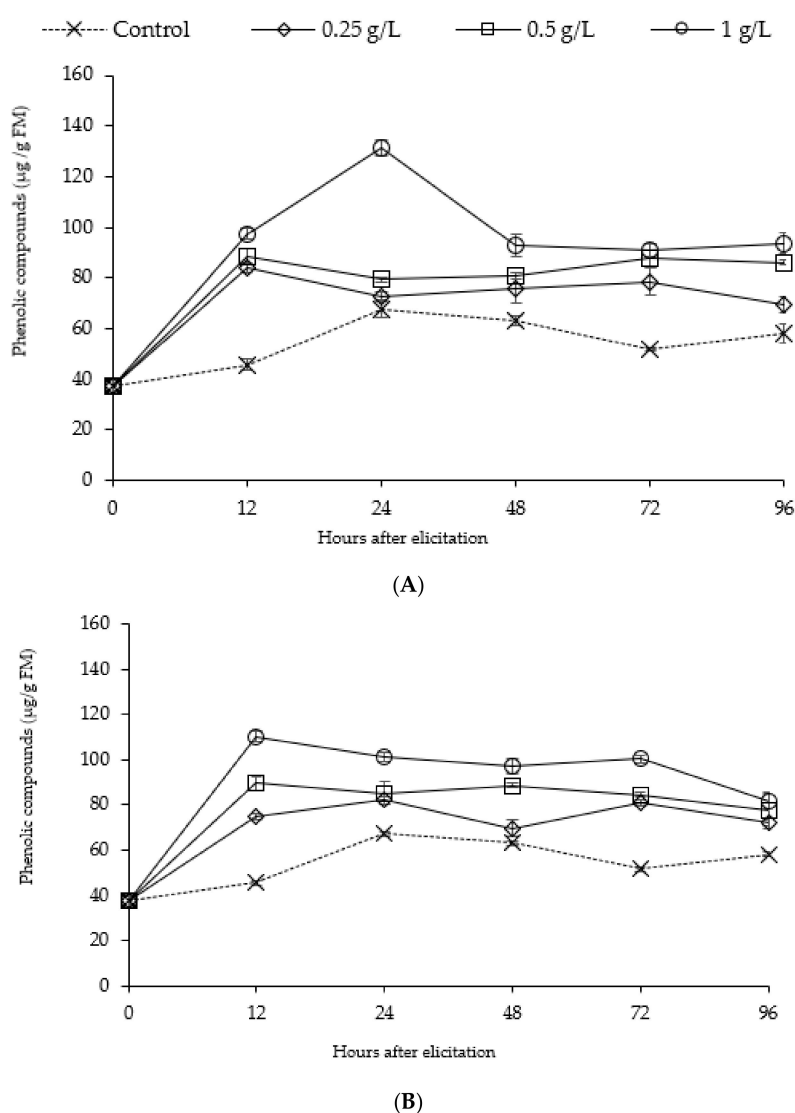 Control 0.25 g/L 0.5 g/L 1 g/L
160
140
120
100
80
60
40
20
0
Phenolic compounds (µg /g FM)
0 12 24 48 72 96
Hours after elicitation
(A)
160
140
120
100
80
60
40
20
0
Phenolic compounds (µg/g FM)
0 12 24 48 72 96
Hours after elicitation
(B)